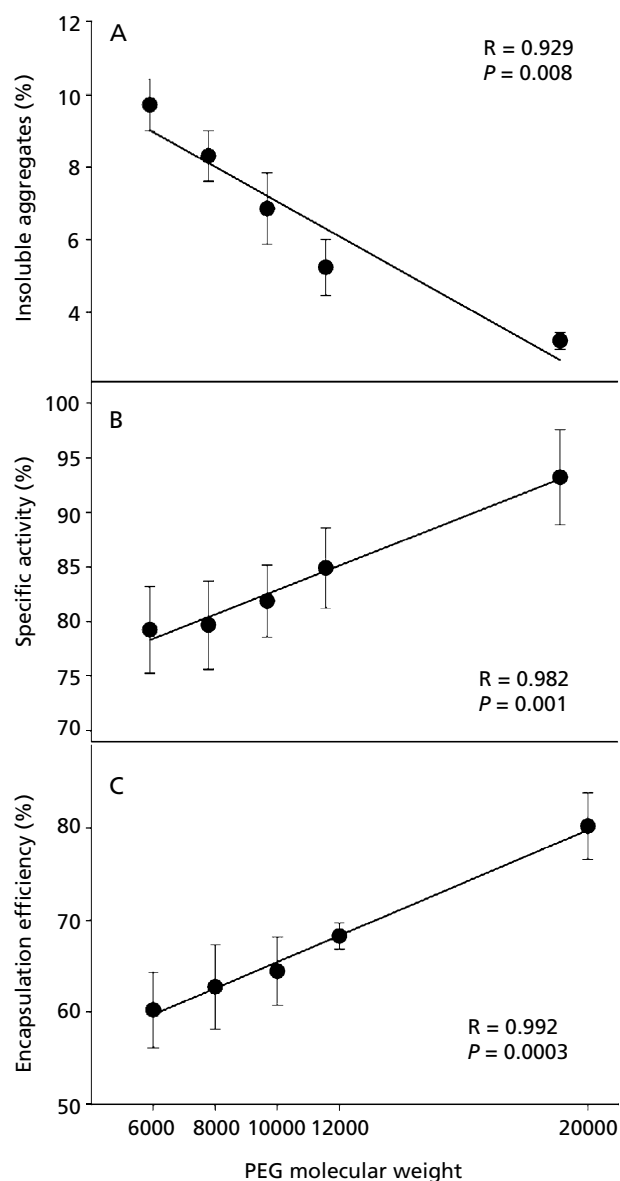 A
R = 0.929
P = 0.008
Insoluble aggregates (%)
12
10
8
6
4
B
Specific activity (%)
100
95
90
85
80
75
70
R = 0.982
P = 0.001
C
Encapsulation efficiency (%)
80
70
60
50
R = 0.992
P = 0.0003
6000 8000 10000 12000 20000
PEG molecular weight